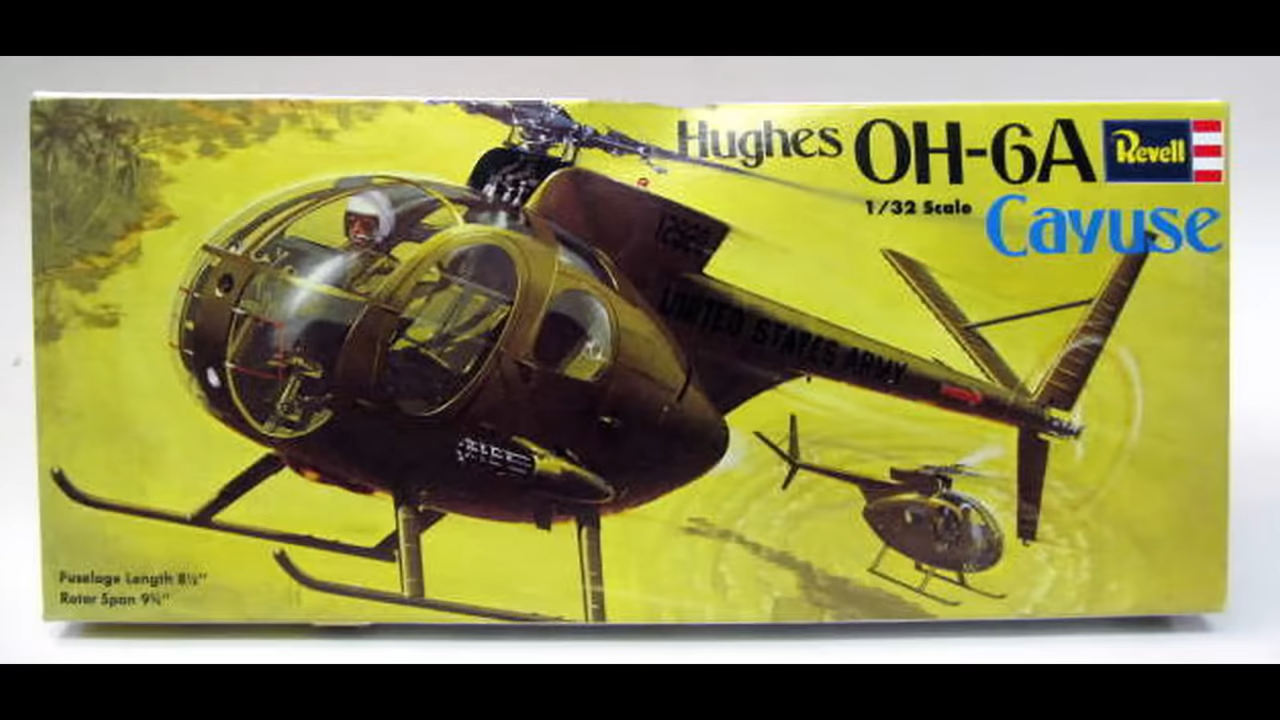 Hughes OH-6A Revell
1/32 Scale
Cayuse
UNITED STATES ARMY
Fuselage Length 8½"
Rotor Span 9¾"